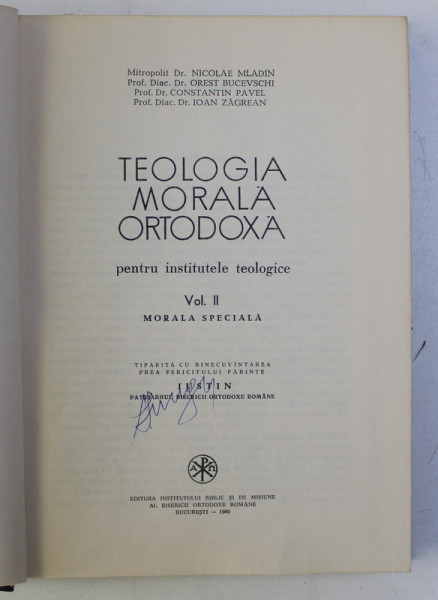 Mitropolit Dr. NICOLAE MLADIN
Prof. Diac. Dr. OREST BUCEVSCHI
Prof. Dr. CONSTANTIN PAVEL
Prof. Diac. Dr. IOAN ZĂGREAN
TEOLOGIA
MORALĂ
ORTODOXĂ
pentru institutele teologice
Vol. II
MORALA SPECIALĂ
TIPĂRITĂ CU BINECUVÎNTAREA
PREA FERICITULUI PĂRINTE
IUSTIN
PATRIARHUL BISERICII ORTODOXE ROMÂNE
Α Ω
EDITURA INSTITUTULUI BIBLIC ȘI DE MISIUNE
AL BISERICII ORTODOXE ROMÂNE
BUCUREȘTI — 1980